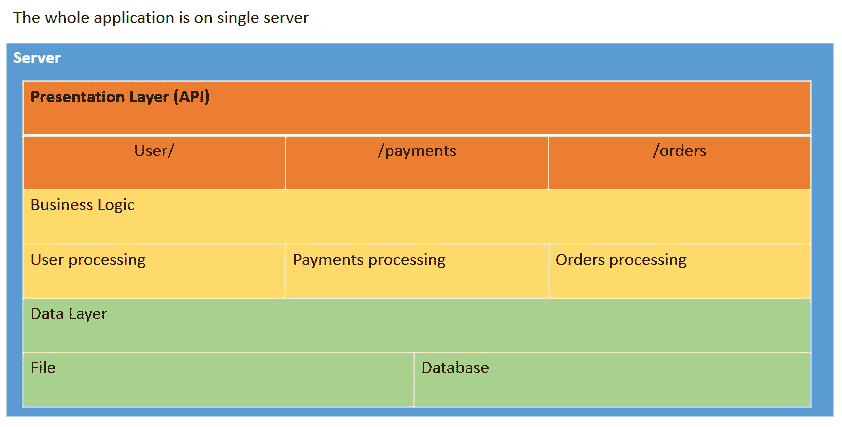 The whole application is on single server
Server
Presentation Layer (API)
User/ /payments /orders
Business Logic
User processing Payments processing Orders processing
Data Layer
File Database